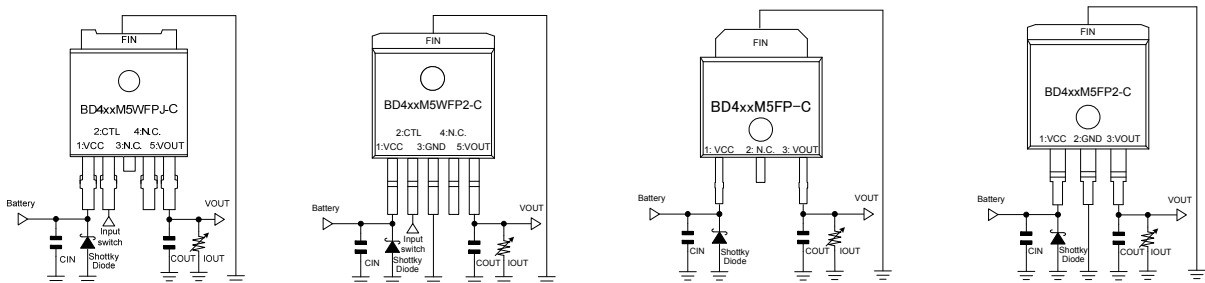 FIN
BD4xxM5WFPJ-C
2:CTL 4:N.C.
1:VCC 3:N.C. 5:VOUT
Battery
VOUT
Input
switch
CIN
Shottky
Diode
COUT
IOUT
FIN
BD4xxM5WFP2-C
2:CTL 4:N.C.
1:VCC 3:GND 5:VOUT
Battery
VOUT
Input
switch
CIN
Shottky
Diode
COUT
IOUT
FIN
BD4xxM5FP-C
1: VCC 2: N.C. 3: VOUT
Battery
VOUT
CIN
Shottky
Diode
COUT
IOUT
FIN
BD4xxM5FP2-C
1:VCC 2:GND 3:VOUT
Battery
VOUT
CIN
Shottky
Diode
COUT
IOUT